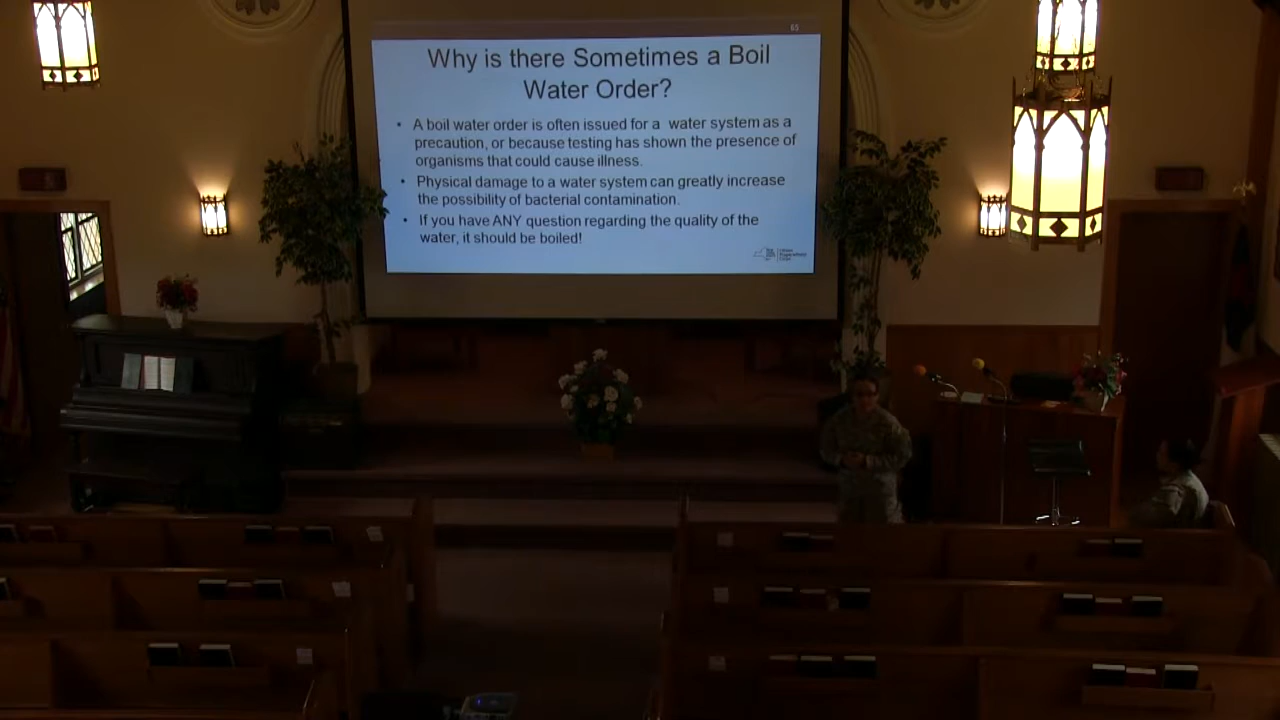 65
Why is there Sometimes a Boil
Water Order?
• A boil water order is often issued for a water system as a
precaution, or because testing has shown the presence of
organisms that could cause illness.
• Physical damage to a water system can greatly increase
the possibility of bacterial contamination.
• If you have ANY question regarding the quality of the
water, it should be boiled!